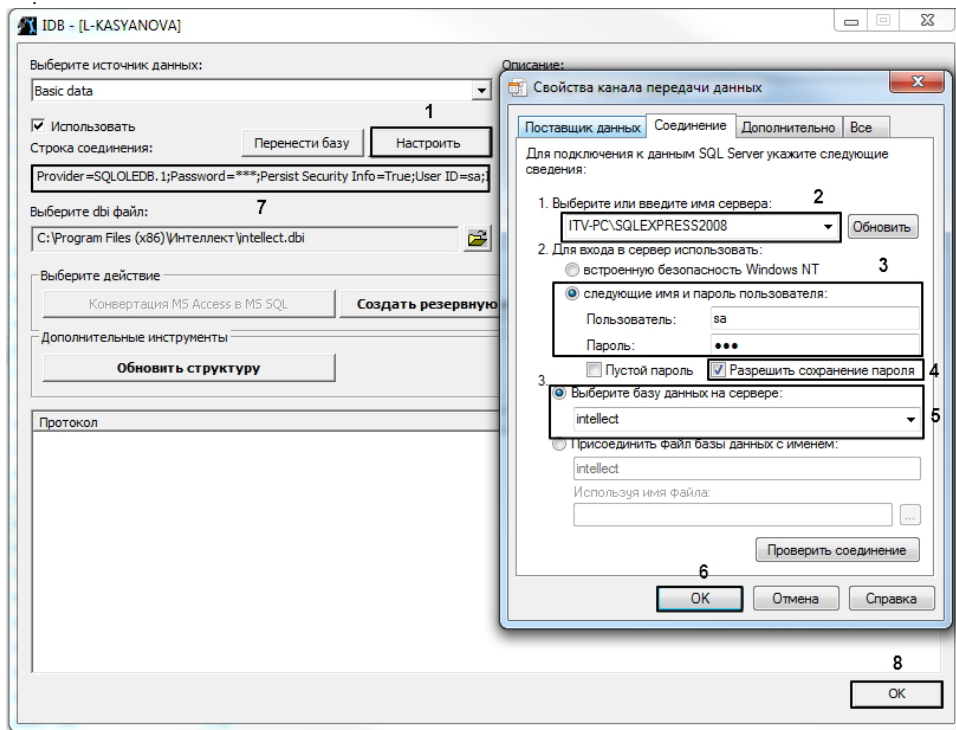 IDB - [L-KASYANOVA]
Выберите источник данных:
Basic data
1
Использовать
Строка соединения:
Перенести базу
Настроить
Provider=SQLOLEDB.1;Password=***;Persist Security Info=True;User ID=sa;
7
Выберите dbi файл:
C:\Program Files (x86)\Интеллект\intellect.dbi
Выберите действие
Конвертация MS Access в MS SQL
Создать резервную
Дополнительные инструменты
Обновить структуру
Протокол
Описание:
Свойства канала передачи данных
Поставщик данных
Соединение
Дополнительно
Все
Для подключения к данным SQL Server укажите следующие
сведения:
1. Выберите или введите имя сервера:
2
ITV-PC\SQLEXPRESS2008
Обновить
2. Для входа в сервер использовать:
встроенную безопасность Windows NT
3
следующие имя и пароль пользователя:
Пользователь:
sa
Пароль:
•••
Пустой пароль
Разрешить сохранение пароля
4
3.
Выберите базу данных на сервере:
intellect
5
Присоединить файл базы данных с именем:
intellect
Используя имя файла:
...
Проверить соединение
6
OK
Отмена
Справка
8
OK